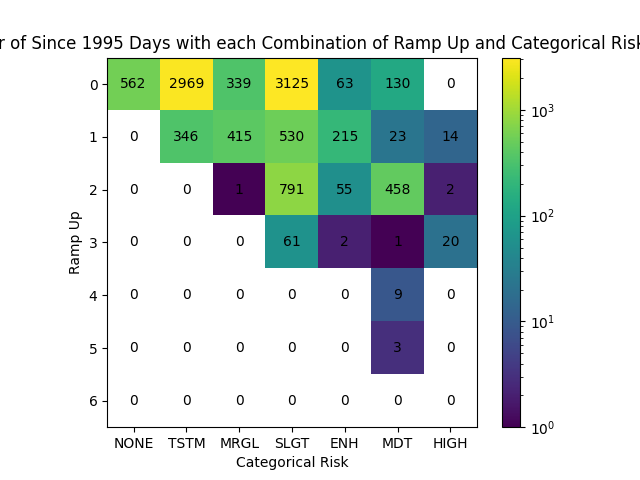 r of Since 1995 Days with each Combination of Ramp Up and Categorical Risk
0 562 2969 339 3125 63 130 0
1 0 346 415 530 215 23 14
2 0 0 1 791 55 458 2
3 0 0 0 61 2 1 20
4 0 0 0 0 0 9 0
5 0 0 0 0 0 3 0
6 0 0 0 0 0 0 0
NONE TSTM MRGL SLGT ENH MDT HIGH
Categorical Risk
Ramp Up
10³
10²
10¹
10⁰